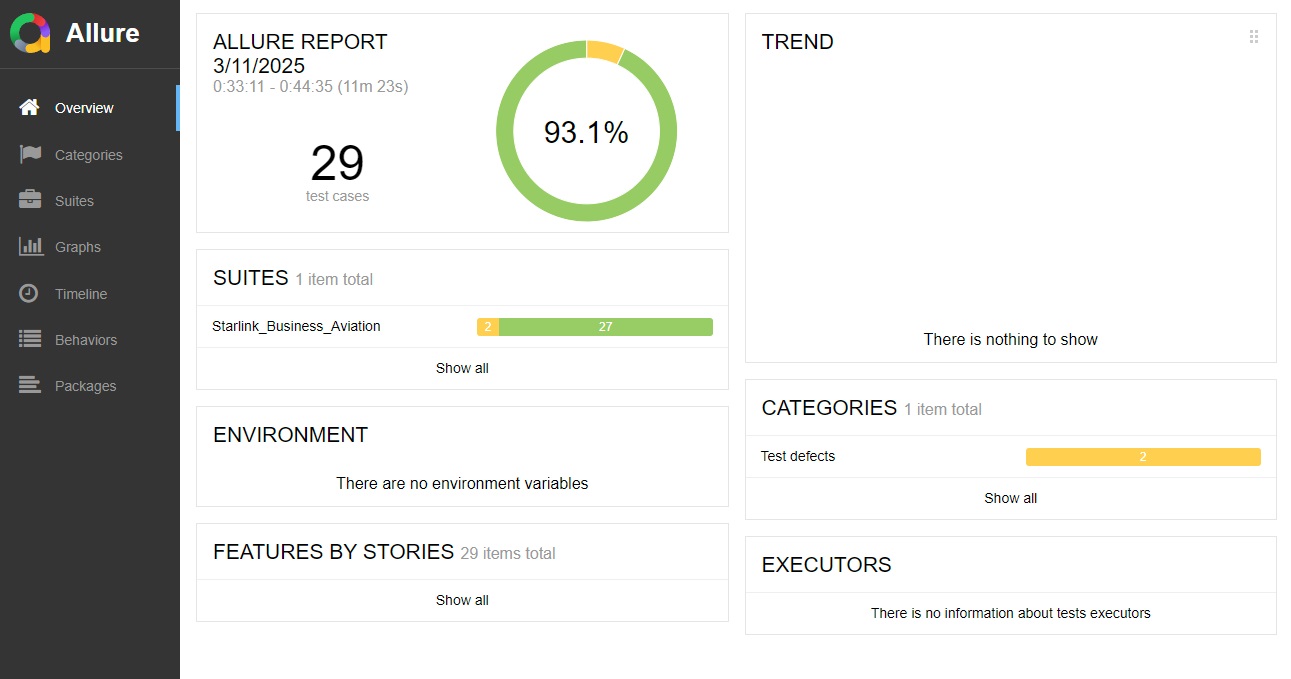 Allure
Overview
Categories
Suites
Graphs
Timeline
Behaviors
Packages
ALLURE REPORT
3/11/2025
0:33:11 - 0:44:35 (11m 23s)
29
test cases
93.1%
SUITES 1 item total
Starlink_Business_Aviation 2 27
Show all
ENVIRONMENT
There are no environment variables
FEATURES BY STORIES 29 items total
Show all
TREND
There is nothing to show
CATEGORIES 1 item total
Test defects 2
Show all
EXECUTORS
There is no information about tests executors